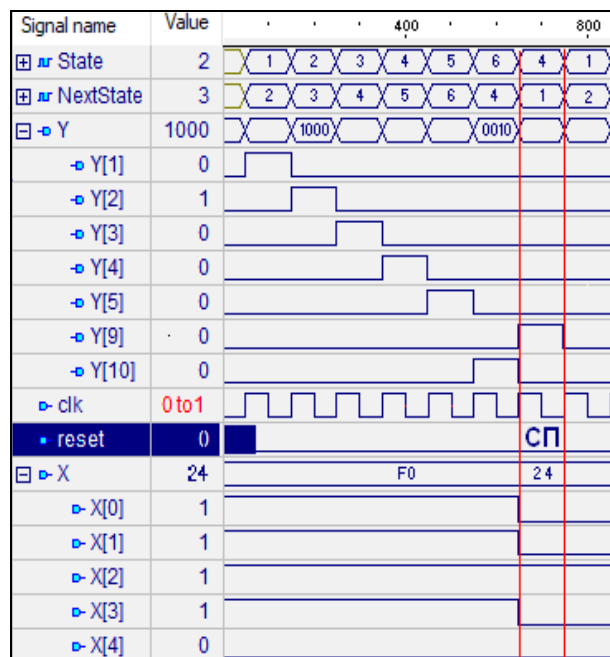 Signal name Value 400 800
State 2 1 2 3 4 5 6 4 1
NextState 3 2 3 4 5 6 4 1 2
Y 1000 1000 0010
Y[1] 0
Y[2] 1
Y[3] 0
Y[4] 0
Y[5] 0
Y[9] 0
Y[10] 0
clk 0 to 1
reset 0 СП
X 24 F0 24
X[0] 1
X[1] 1
X[2] 1
X[3] 1
X[4] 0